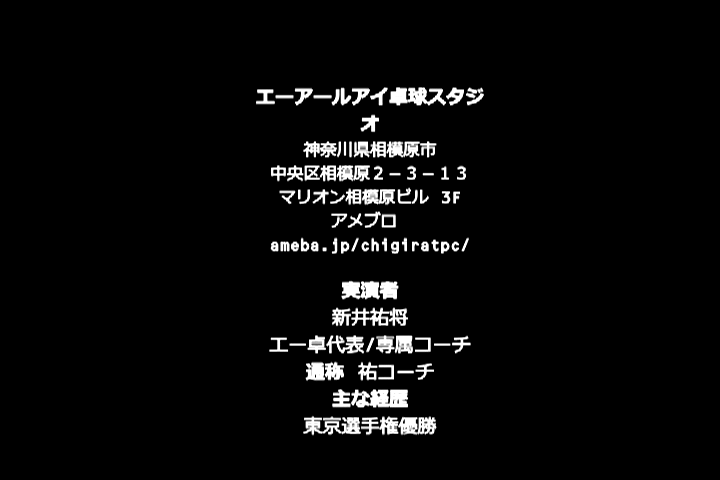 エーアールアイ卓球スタジ
オ
神奈川県相模原市
中央区相模原２－３－１３
マリオン相模原ビル 3F
アメブロ
ameba.jp/chigiratpc/
実演者
新井祐将
エー卓代表/専属コーチ
通称 祐コーチ
主な経歴
東京選手権優勝